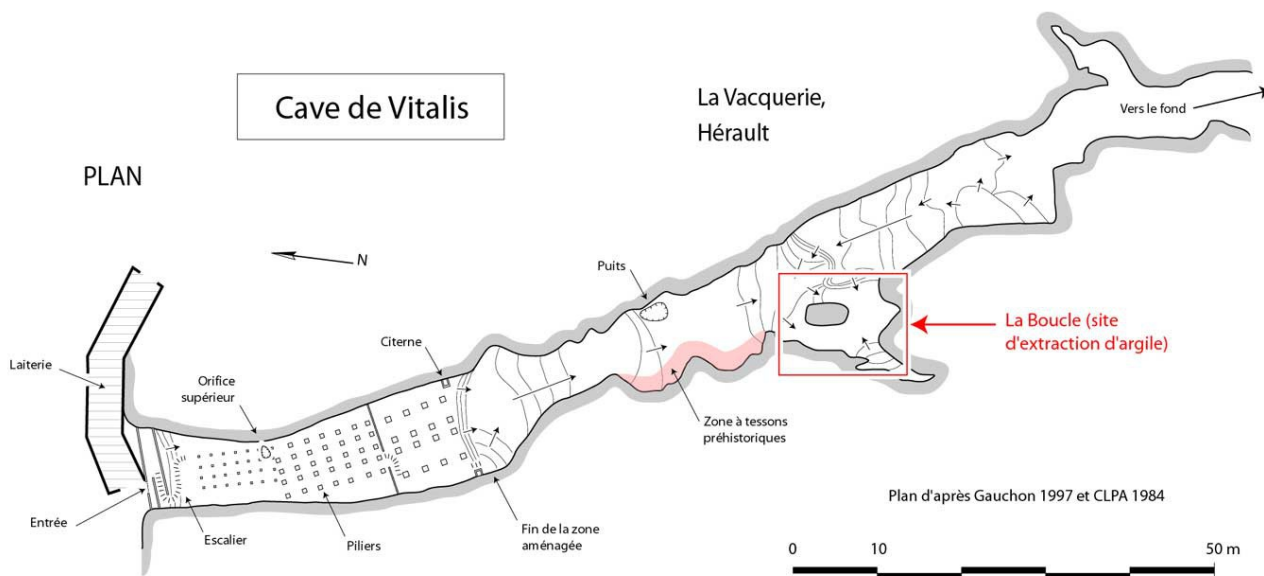 Cave de Vitalis
La Vacquerie,
Hérault
PLAN
N
Vers le fond
Puits
La Boucle (site
d'extraction d'argile)
Laiterie
Orifice
supérieur
Citerne
Zone à tessons
préhistoriques
Entrée
Escalier
Piliers
Fin de la zone
aménagée
Plan d'après Gauchon 1997 et CLPA 1984
0 10 50 m